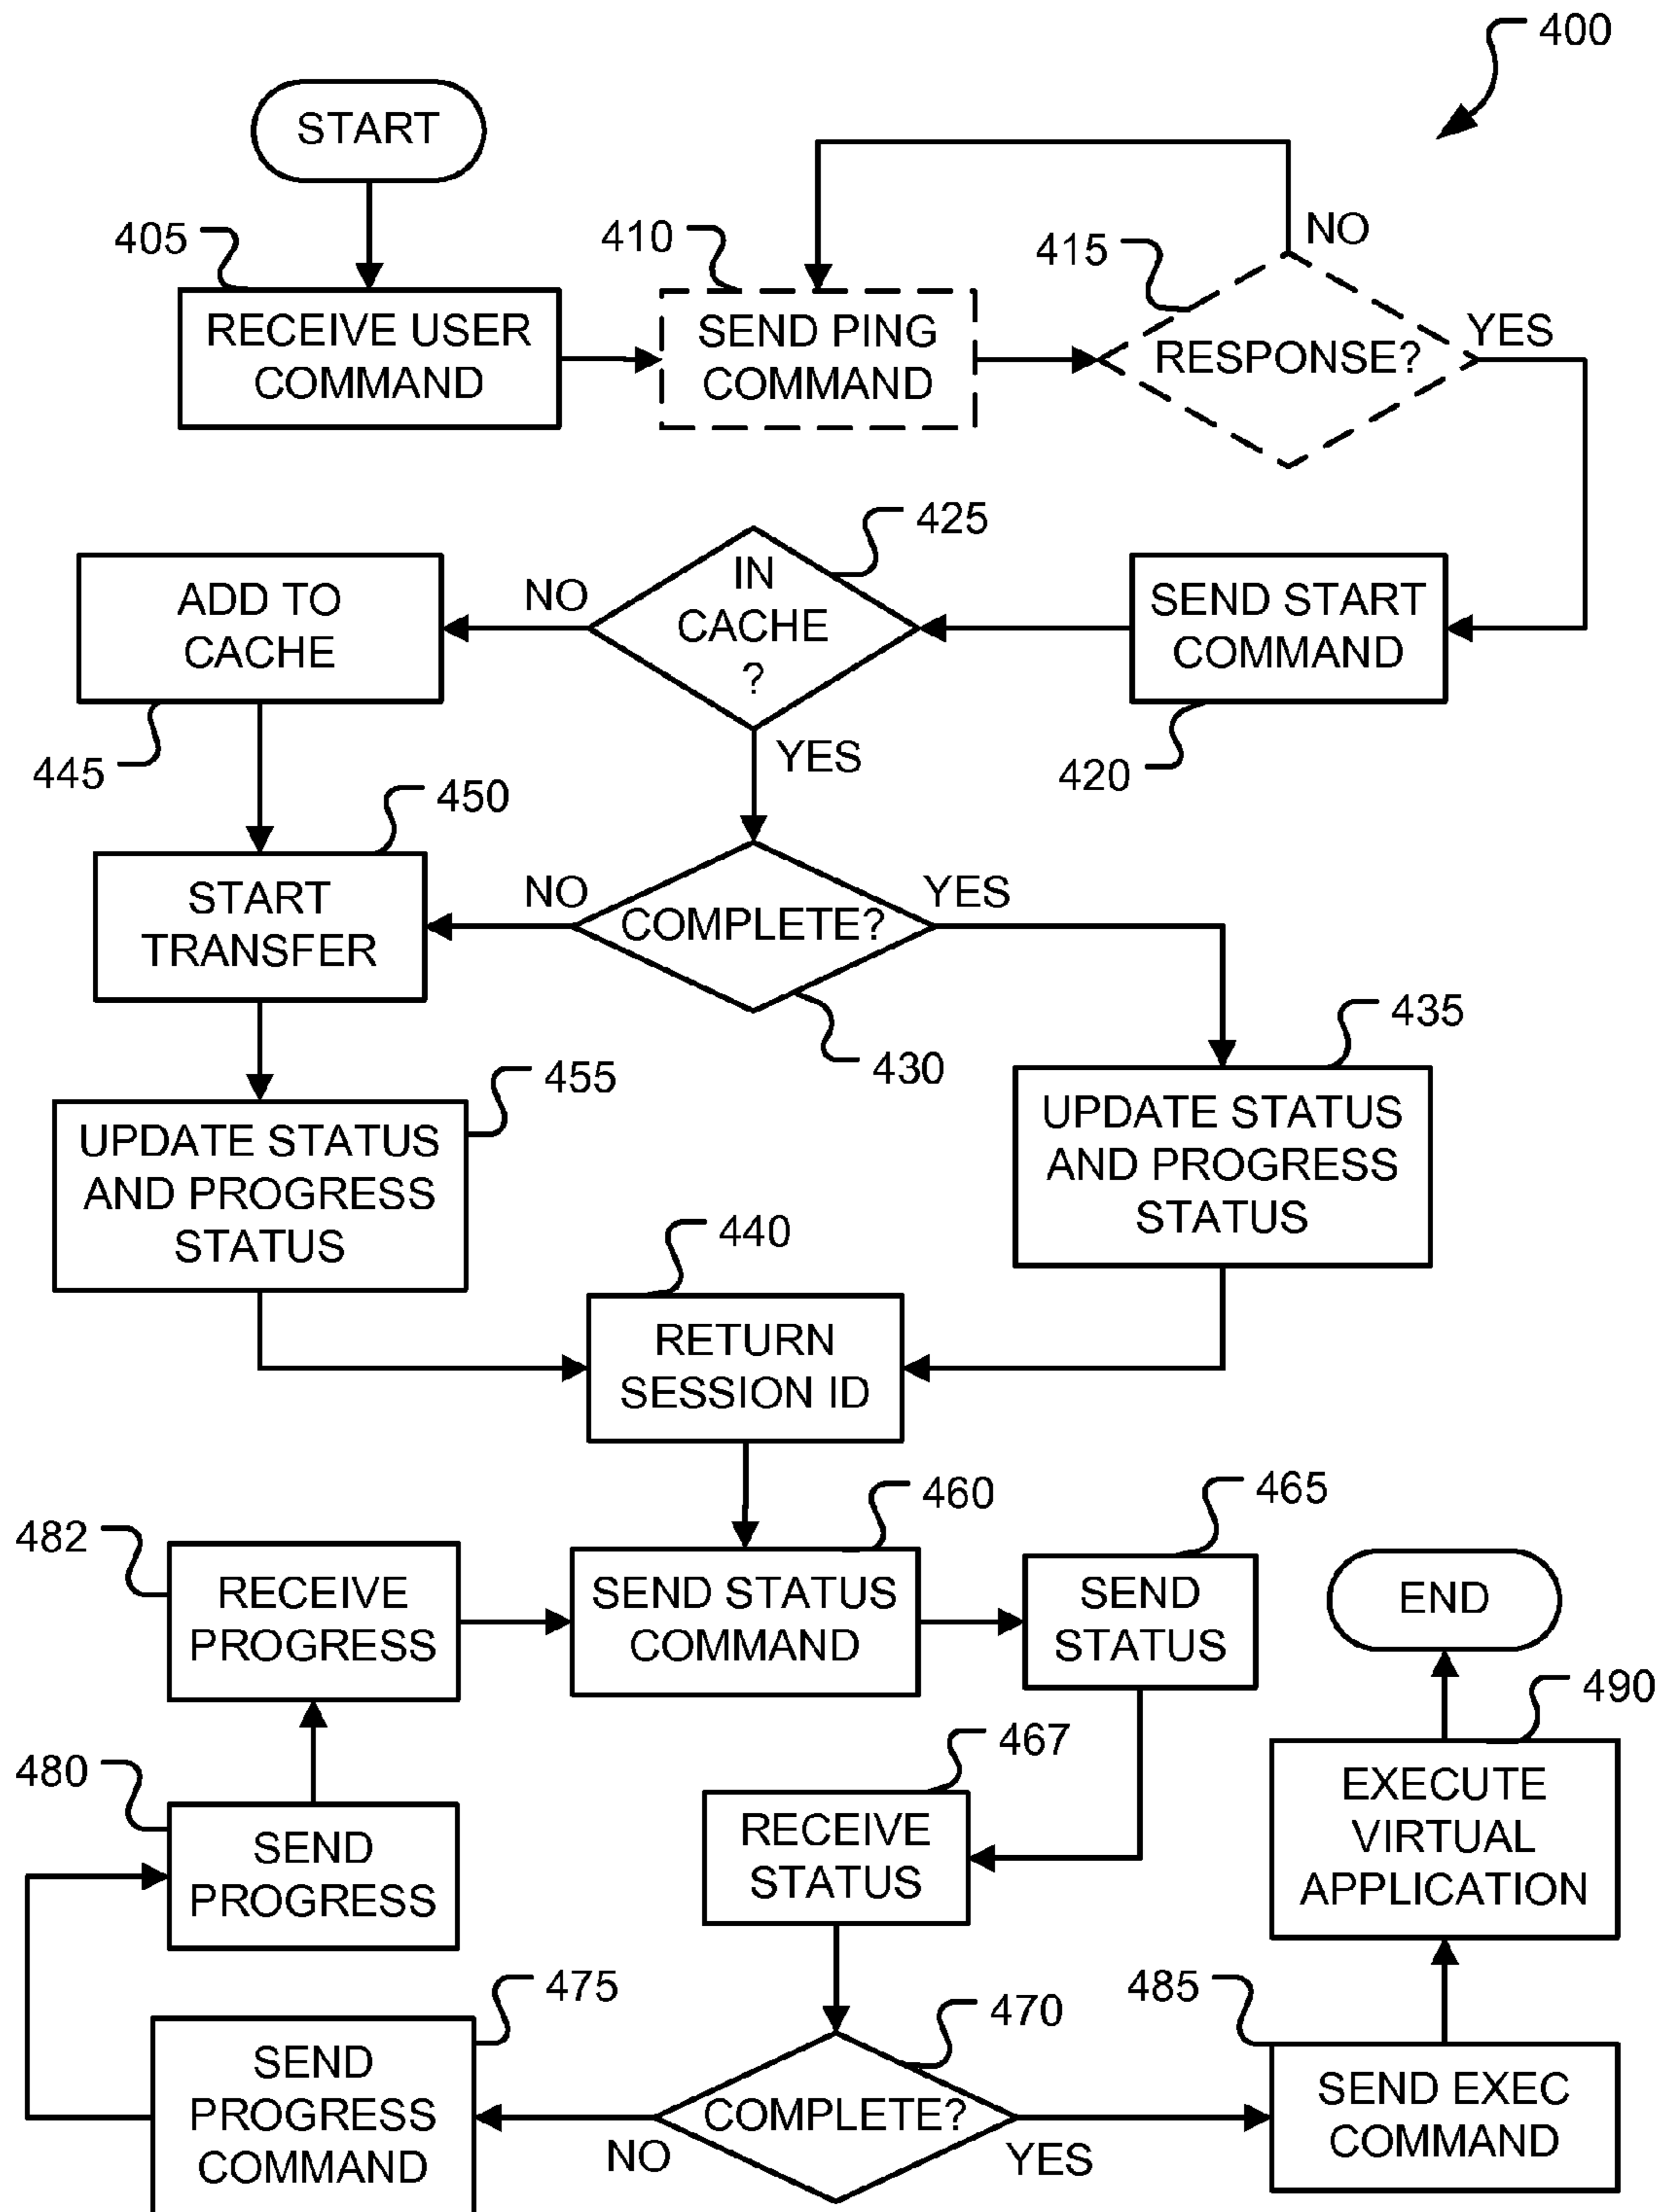 400
START
405
410
415
NO
RECEIVE USER
COMMAND
SEND PING
COMMAND
RESPONSE?
YES
425
ADD TO
CACHE
NO
IN
CACHE
?
SEND START
COMMAND
445
YES
420
450
START
TRANSFER
NO
COMPLETE?
YES
430
435
455
UPDATE STATUS
AND PROGRESS
STATUS
UPDATE STATUS
AND PROGRESS
STATUS
440
RETURN
SESSION ID
460
465
482
RECEIVE
PROGRESS
SEND STATUS
COMMAND
SEND
STATUS
END
490
467
480
SEND
PROGRESS
RECEIVE
STATUS
EXECUTE
VIRTUAL
APPLICATION
475
470
485
SEND
PROGRESS
COMMAND
NO
COMPLETE?
YES
SEND EXEC
COMMAND